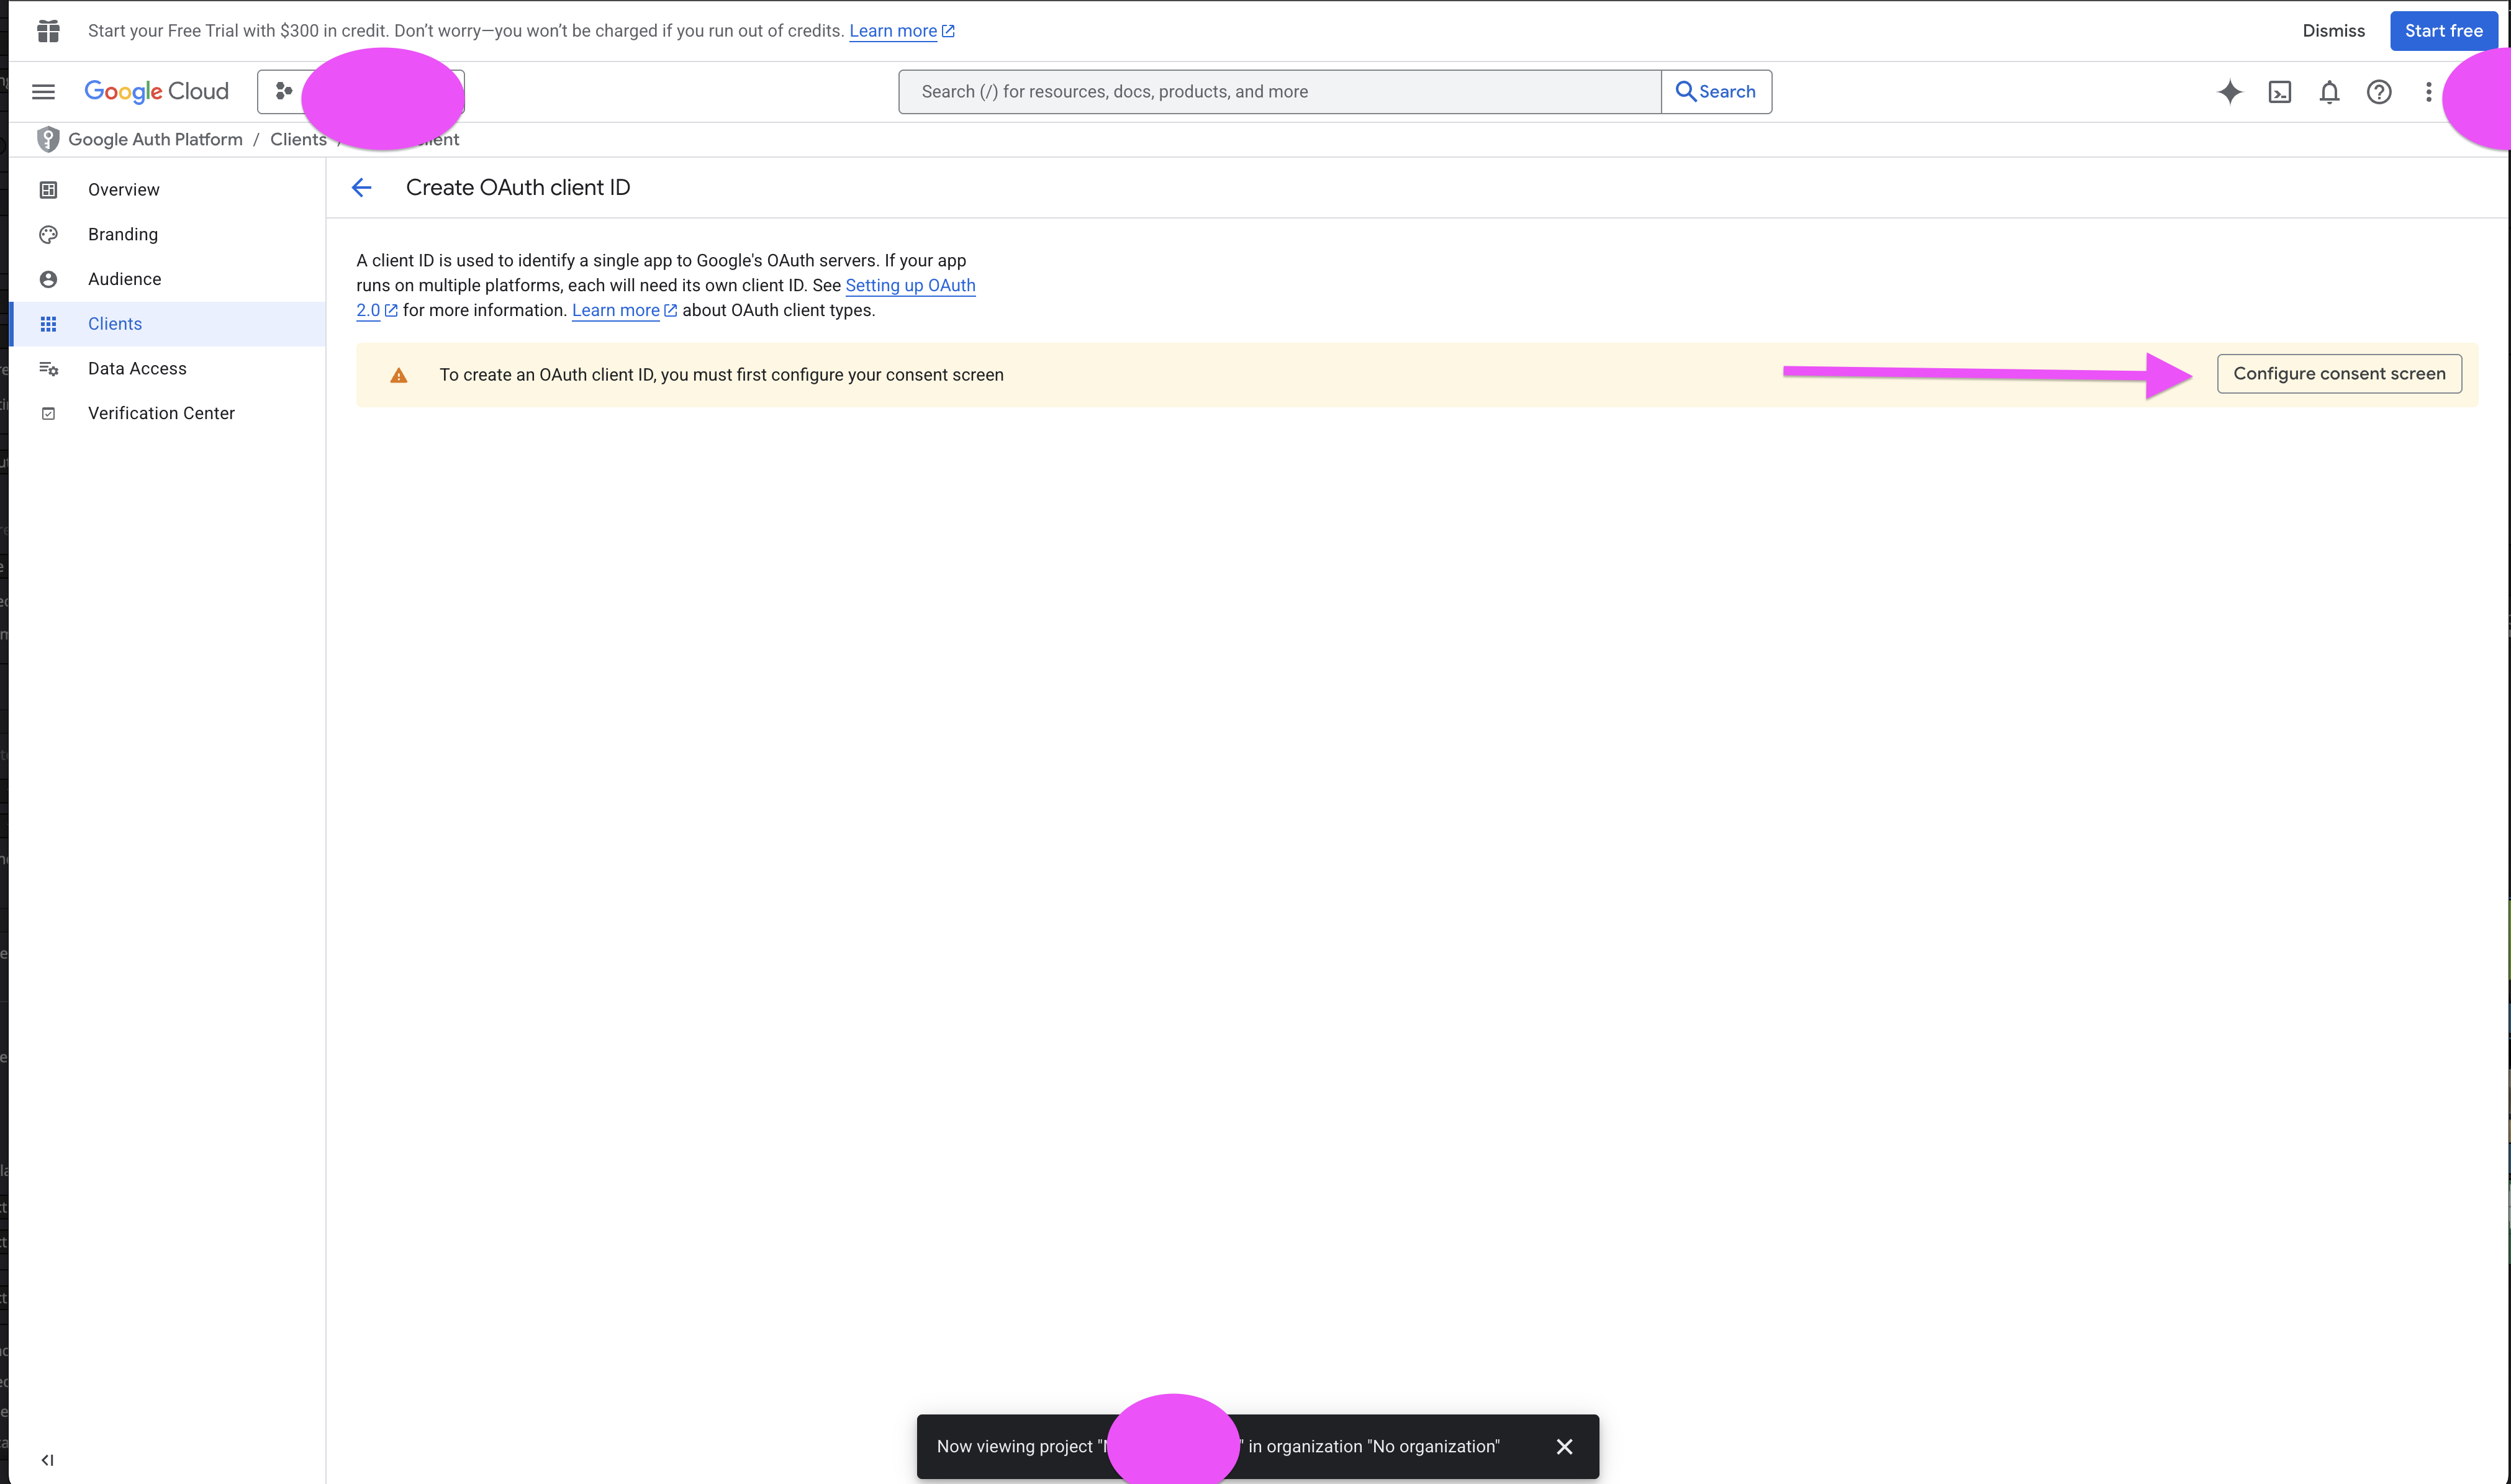 Start your Free Trial with $300 in credit. Don’t worry—you won’t be charged if you run out of credits. Learn more
Dismiss
Start free
Google Cloud
Search (/) for resources, docs, products, and more
Search
Google Auth Platform / Clients /
Overview
Branding
Audience
Clients
Data Access
Verification Center
Create OAuth client ID
A client ID is used to identify a single app to Google's OAuth servers. If your app
runs on multiple platforms, each will need its own client ID. See Setting up OAuth
2.0 for more information. Learn more about OAuth client types.
To create an OAuth client ID, you must first configure your consent screen
Configure consent screen
Now viewing project " " in organization "No organization"